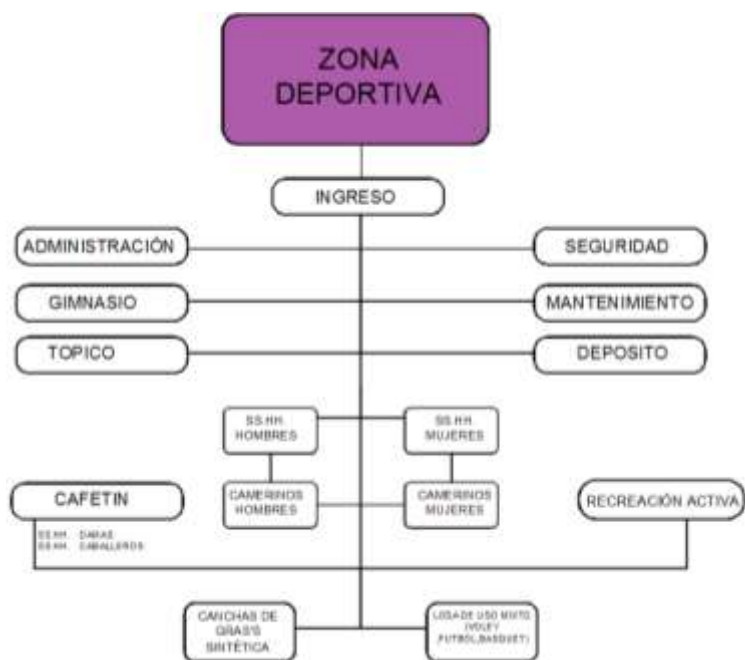 ZONA
DEPORTIVA
INGRESO
ADMINISTRACIÓN
SEGURIDAD
GIMNASIO
MANTENIMIENTO
TOPICO
DEPOSITO
SS.HH.
HOMBRES
SS.HH.
MUJERES
CAMERINOS
HOMBRES
CAMERINOS
MUJERES
CAFETIN
RECREACIÓN ACTIVA
SS.HH. DAMAS
SS.HH. CABALLEROS
CANCHAS DE
GRAS'S
SINTÉTICA
LOSA DE USO MIXTO
(VOLEY
,FUTBOL,BASQUET)